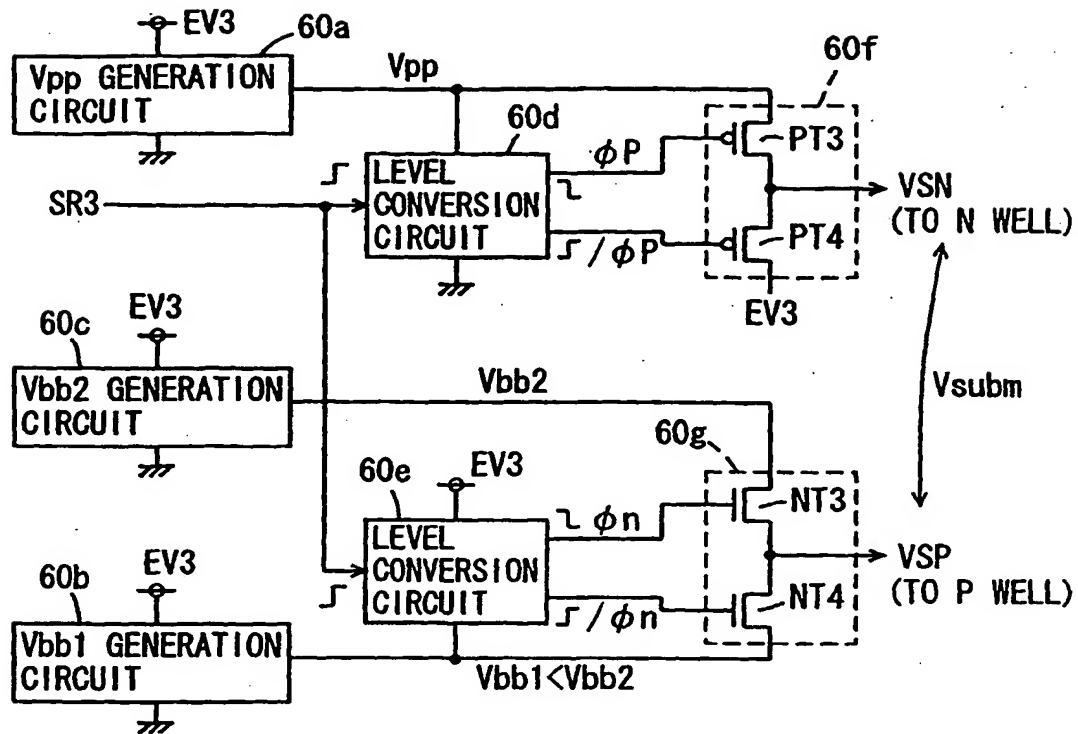 EV3
60a
Vpp GENERATION
CIRCUIT
Vpp
60f
60d
ϕP
PT3
LEVEL
CONVERSION
CIRCUIT
SR3
VSN
(TO N WELL)
/ϕP
PT4
EV3
EV3
60c
Vbb2 GENERATION
CIRCUIT
Vbb2
Vsubm
60g
60e
EV3
ϕn
NT3
LEVEL
CONVERSION
CIRCUIT
VSP
(TO P WELL)
EV3
60b
/ϕn
NT4
Vbb1 GENERATION
CIRCUIT
Vbb1<Vbb2